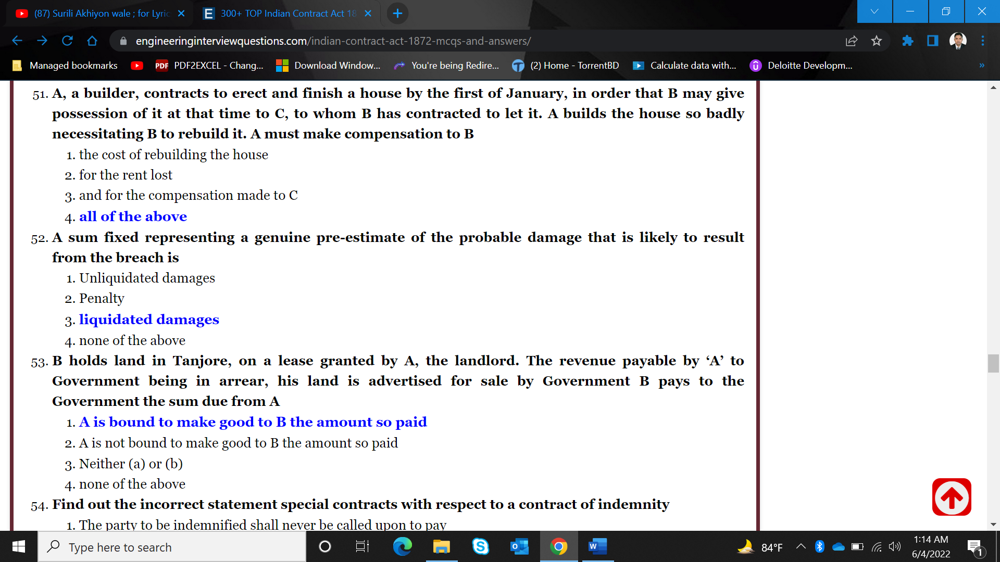 (87) Surili Akhiyon wale ; for Lyric
300+ TOP Indian Contract Act 18
engineeringinterviewquestions.com/indian-contract-act-1872-mcqs-and-answers/
Managed bookmarks
PDF PDF2EXCEL - Chang...
Download Window...
You're being Redire...
(2) Home - TorrentBD
Calculate data with...
Deloitte Developm...
51. A, a builder, contracts to erect and finish a house by the first of January, in order that B may give
possession of it at that time to C, to whom B has contracted to let it. A builds the house so badly
necessitating B to rebuild it. A must make compensation to B
1. the cost of rebuilding the house
2. for the rent lost
3. and for the compensation made to C
4. all of the above
52. A sum fixed representing a genuine pre-estimate of the probable damage that is likely to result
from the breach is
1. Unliquidated damages
2. Penalty
3. liquidated damages
4. none of the above
53. B holds land in Tanjore, on a lease granted by A, the landlord. The revenue payable by ‘A’ to
Government being in arrear, his land is advertised for sale by Government B pays to the
Government the sum due from A
1. A is bound to make good to B the amount so paid
2. A is not bound to make good to B the amount so paid
3. Neither (a) or (b)
4. none of the above
54. Find out the incorrect statement special contracts with respect to a contract of indemnity
1. The party to be indemnified shall never be called upon to pay
Type here to search
84°F
1:14 AM
6/4/2022
1